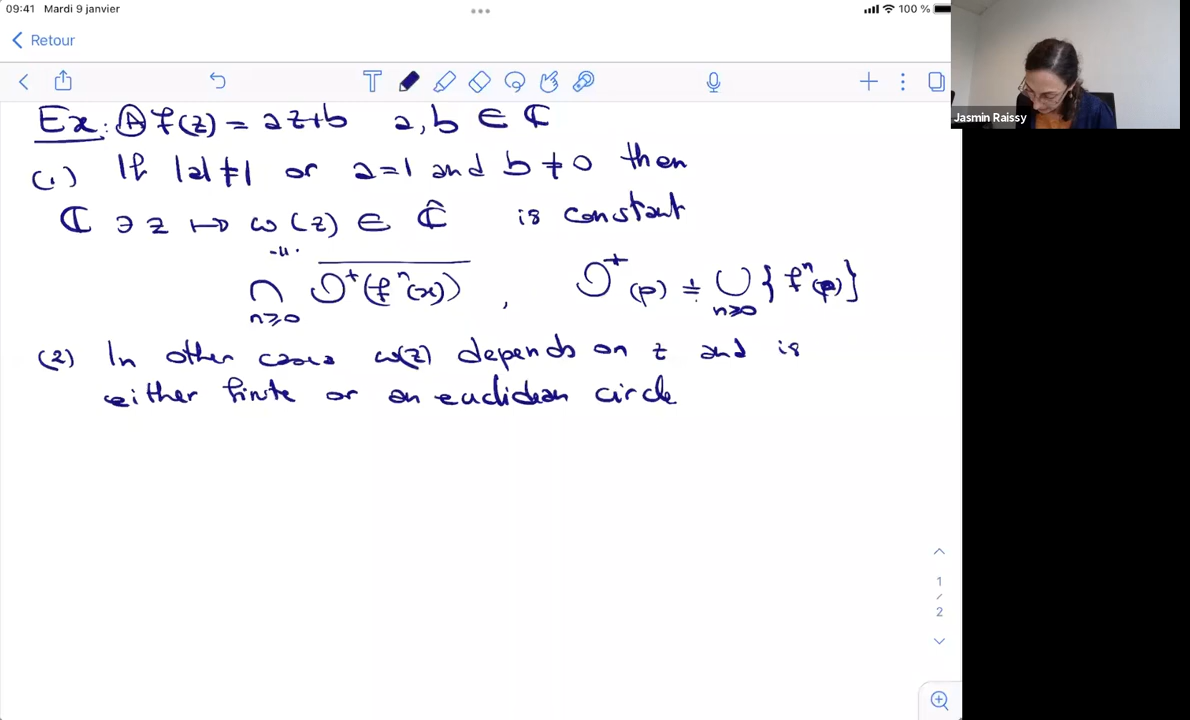 09:41 Mardi 9 janvier
100 %
Retour
Jasmin Raissy
Ex: Ⓐ f(z) = az+b a, b ∈ ℂ
(1) If |a| ≠ 1 or a=1 and b ≠ 0 then
ℂ ∋ z ↦ ω(z) ∈ Ĉ is constant
∩ n≥0 O⁺(fⁿ(x)) , O⁺(p) = ∪ n≥0 {fⁿ(p)}
(2) In other cases ω(z) depends on z and is
either finite or an euclidean circle
1
/
2